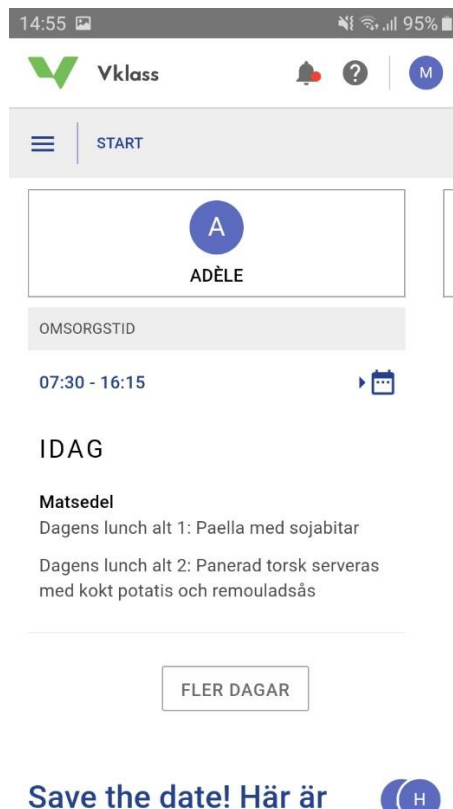 14:55 95%
Vklass M
START
A
ADÈLE
OMSORGSTID
07:30 - 16:15
IDAG
Matsedel
Dagens lunch alt 1: Paella med sojabitar
Dagens lunch alt 2: Panerad torsk serveras
med kokt potatis och remouladsås
FLER DAGAR
Save the date! Här är H